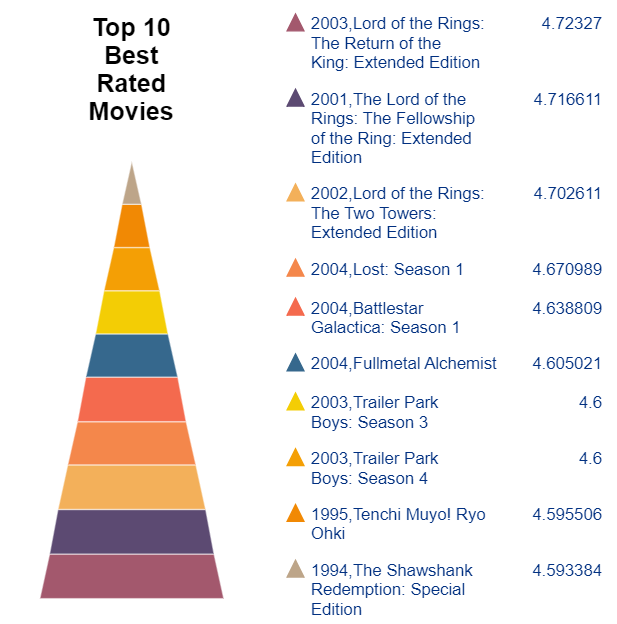 Top 10
Best
Rated
Movies
2003,Lord of the Rings: 4.72327
The Return of the
King: Extended Edition
2001,The Lord of the 4.716611
Rings: The Fellowship
of the Ring: Extended
Edition
2002,Lord of the Rings: 4.702611
The Two Towers:
Extended Edition
2004,Lost: Season 1 4.670989
2004,Battlestar 4.638809
Galactica: Season 1
2004,Fullmetal Alchemist 4.605021
2003,Trailer Park 4.6
Boys: Season 3
2003,Trailer Park 4.6
Boys: Season 4
1995,Tenchi Muyo! Ryo 4.595506
Ohki
1994,The Shawshank 4.593384
Redemption: Special
Edition